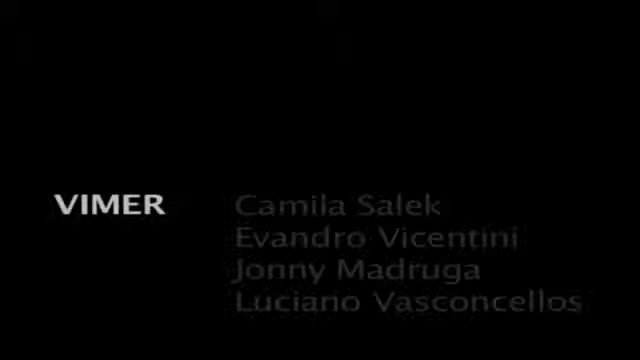 VIMER Camila Salek
Evandro Vicentini
Jonny Madruga
Luciano Vasconcellos